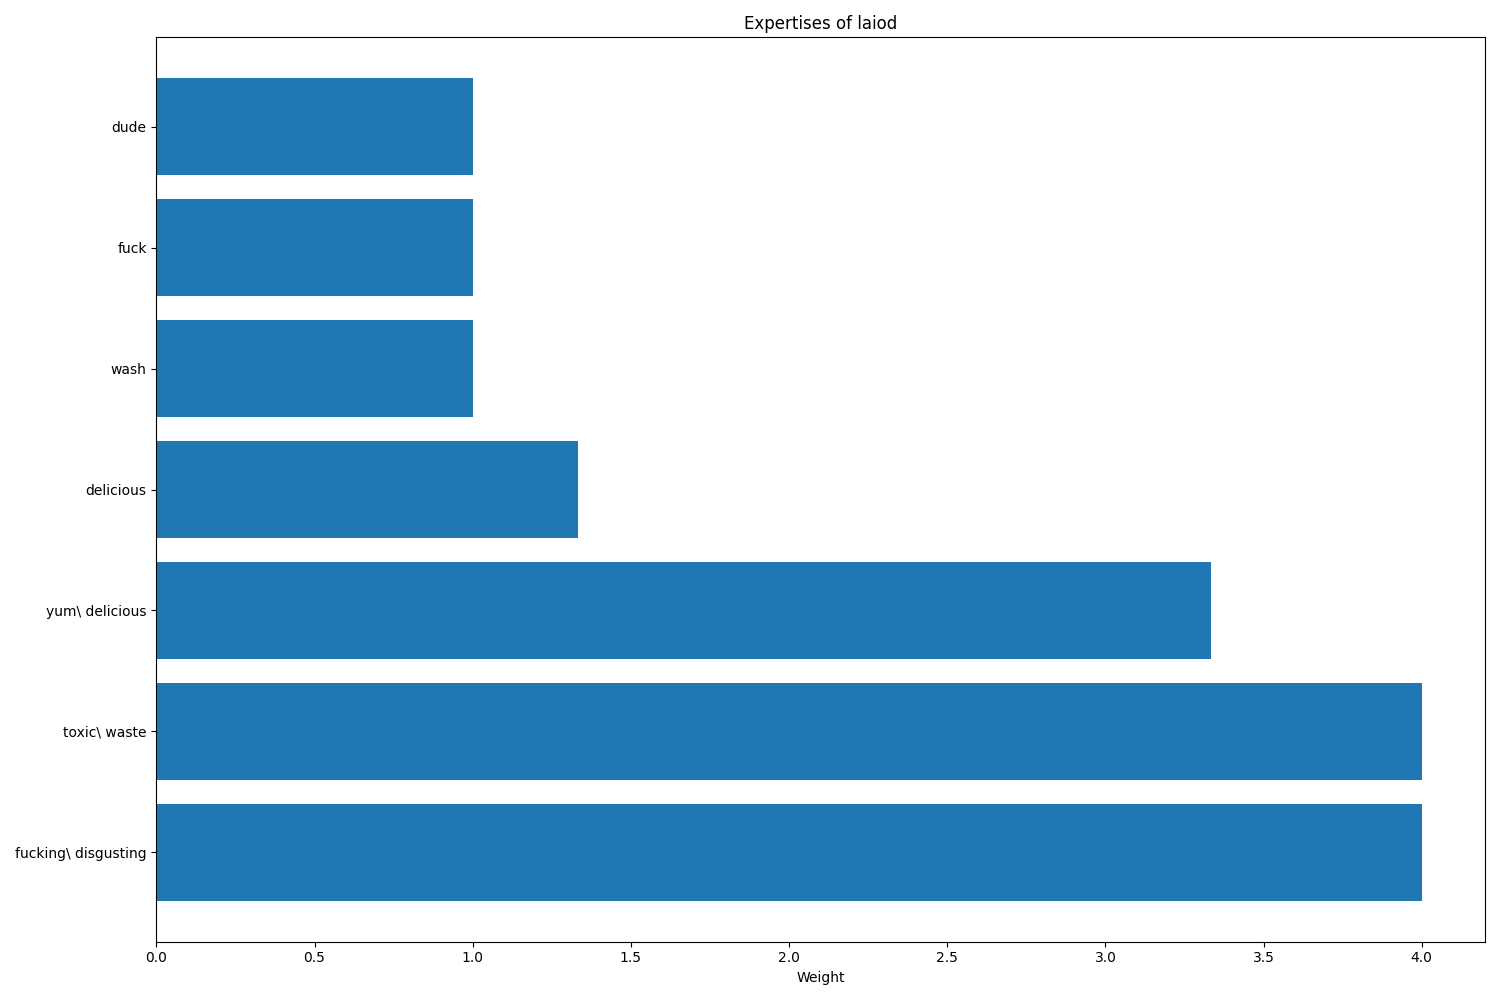 Expertises of laiod
dude
fuck
wash
delicious
yum\ delicious
toxic\ waste
fucking\ disgusting
0.0 0.5 1.0 1.5 2.0 2.5 3.0 3.5 4.0
Weight